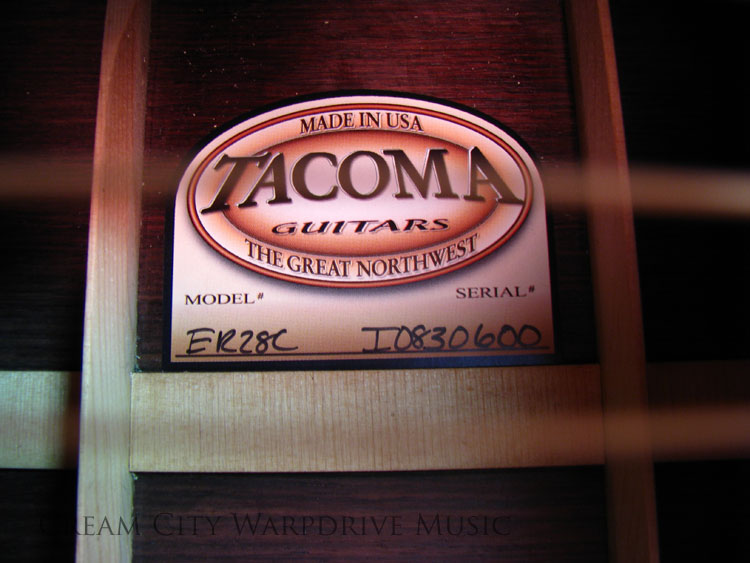 MADE IN USA
TACOMA
GUITARS
THE GREAT NORTHWEST
MODEL# SERIAL#
ER28C I0830600
CREAM CITY WARPDRIVE MUSIC